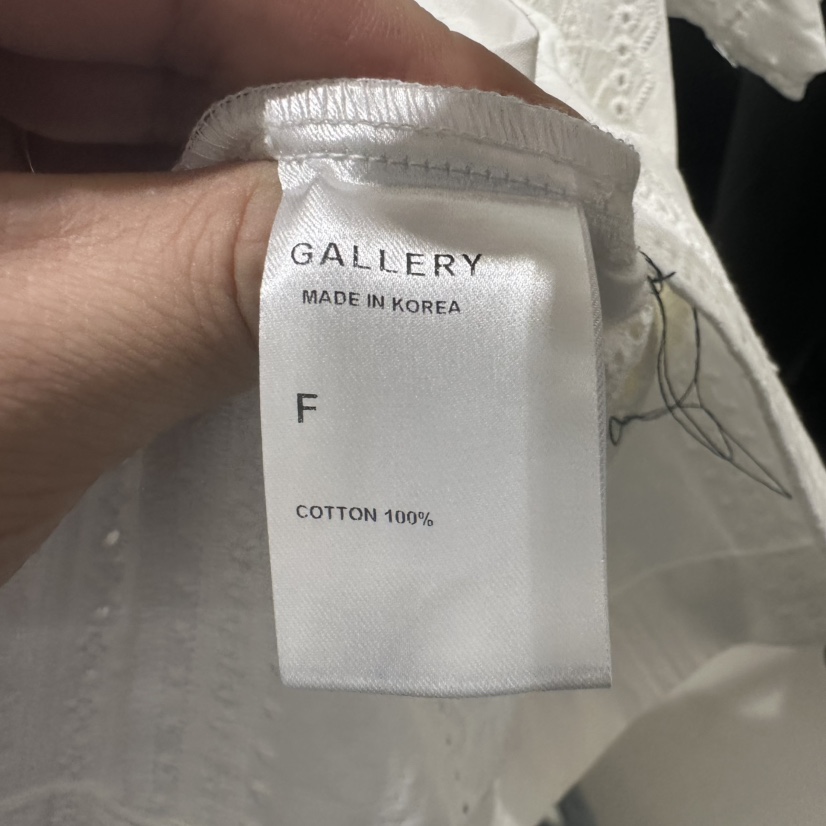 GALLERY
MADE IN KOREA
F
COTTON 100%